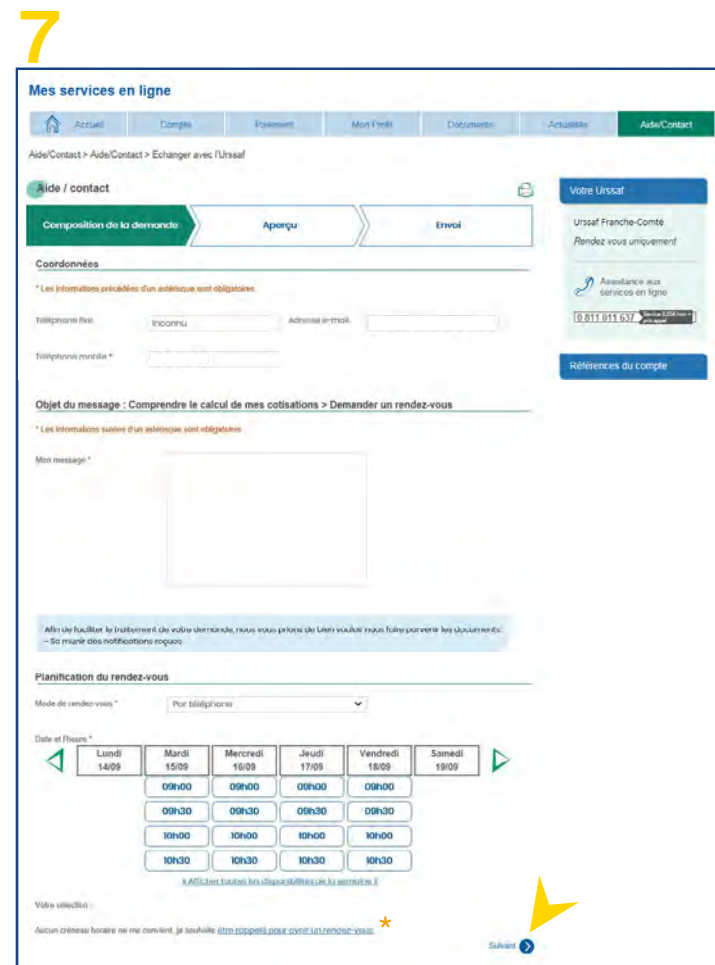 7
Mes services en ligne
Accueil Compte Paiement Mon Profil Documents Actualités Aide/Contact
Aide/Contact > Aide/Contact > Echanger avec l'Urssaf
Aide / contact
Composition de la demande Aperçu Envoi
Coordonnées
* Les informations précédées d'un astérisque sont obligatoires
Téléphone fixe Inconnu Adresse e-mail
Téléphone mobile *
Votre Urssaf
Urssaf Franche-Comté
Rendez vous uniquement
Assistance aux
services en ligne
0 811 011 637 Service 0,05€ / min + prix appel
Références du compte
Objet du message : Comprendre le calcul de mes cotisations > Demander un rendez-vous
* Les informations suivies d'un astérisque sont obligatoires
Mon message *
Afin de faciliter le traitement de votre demande, nous vous prions de bien vouloir nous faire parvenir les documents:
– Se munir des notifications reçues
Planification du rendez-vous
Mode de rendez-vous * Par téléphone
Date et l'heure *
Lundi Mardi Mercredi Jeudi Vendredi Samedi
14/09 15/09 16/09 17/09 18/09 19/09
09h00 09h00 09h00 09h00
09h30 09h30 09h30 09h30
10h00 10h00 10h00 10h00
10h30 10h30 10h30 10h30
Afficher toutes les disponibilités de la semaine
Votre sélection :
Aucun créneau horaire ne me convient, je souhaite être rappelé pour avoir un rendez-vous. *
Suivant